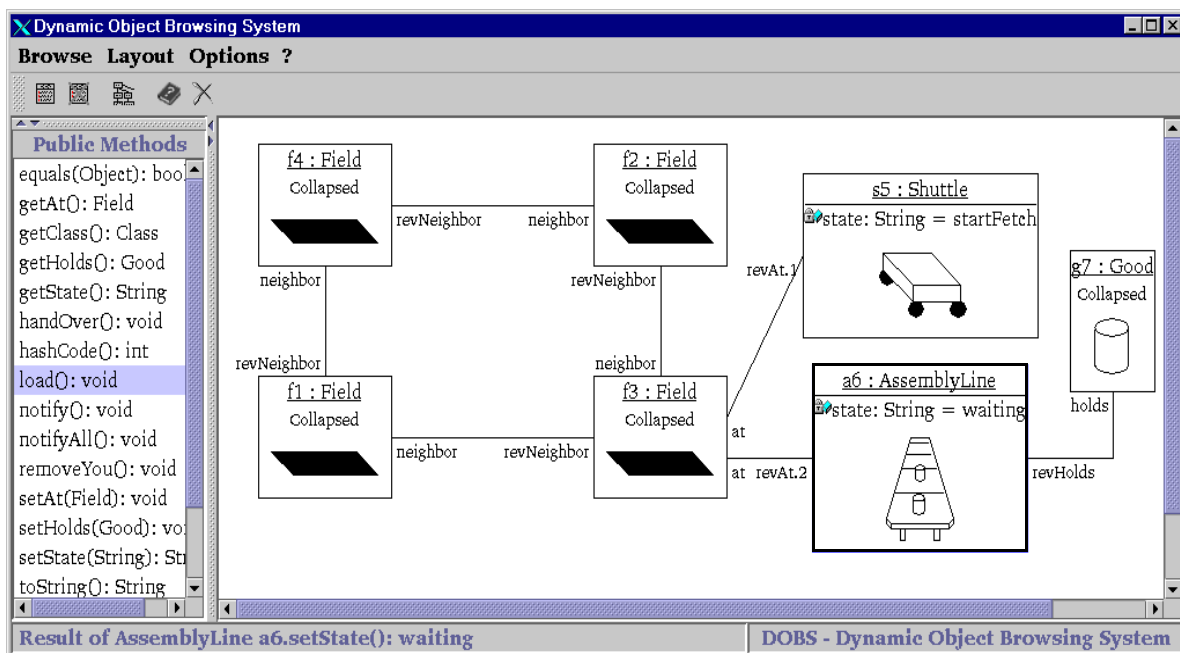 Dynamic Object Browsing System
Browse Layout Options ?
Public Methods
equals(Object): bool
getAt(): Field
getClass(): Class
getHolds(): Good
getState(): String
handOver(): void
hashCode(): int
load(): void
notify(): void
notifyAll(): void
removeYou(): void
setAt(Field): void
setHolds(Good): voi
setState(String): Str
toString(): String
f4 : Field
Collapsed
revNeighbor
neighbor
f2 : Field
Collapsed
neighbor
revNeighbor
s5 : Shuttle
state: String = startFetch
revAt.1
g7 : Good
Collapsed
holds
revNeighbor
f1 : Field
Collapsed
neighbor
neighbor
f3 : Field
Collapsed
revNeighbor
at
at revAt.2
a6 : AssemblyLine
state: String = waiting
revHolds
Result of AssemblyLine a6.setState(): waiting
DOBS - Dynamic Object Browsing System